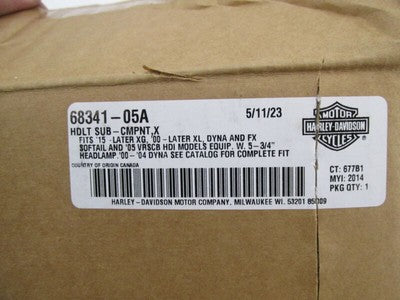 68341-05A
5/11/23
HDLT SUB-CMPNT,X
FITS '15 -LATER XG, '00 -LATER XL, DYNA AND FX
SOFTAIL AND '05 VRSCB HDI MODELS EQUIP. W. 5-3/4"
HEADLAMP.'00- '04 DYNA SEE CATALOG FOR COMPLETE FIT
COUNTRY OF ORIGIN CANADA
MOTOR
HARLEY-DAVIDSON
CYCLES
CT: 677B1
MYI: 2014
PKG QTY: 1
HARLEY-DAVIDSON MOTOR COMPANY, MILWAUKEE WI. 53201 85009